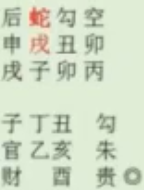 后 蛇 勾 空
申 戌 丑 卯
戌 子 卯 丙
子 丁 丑 勾
官 乙 亥 朱
财 酉 贵◎